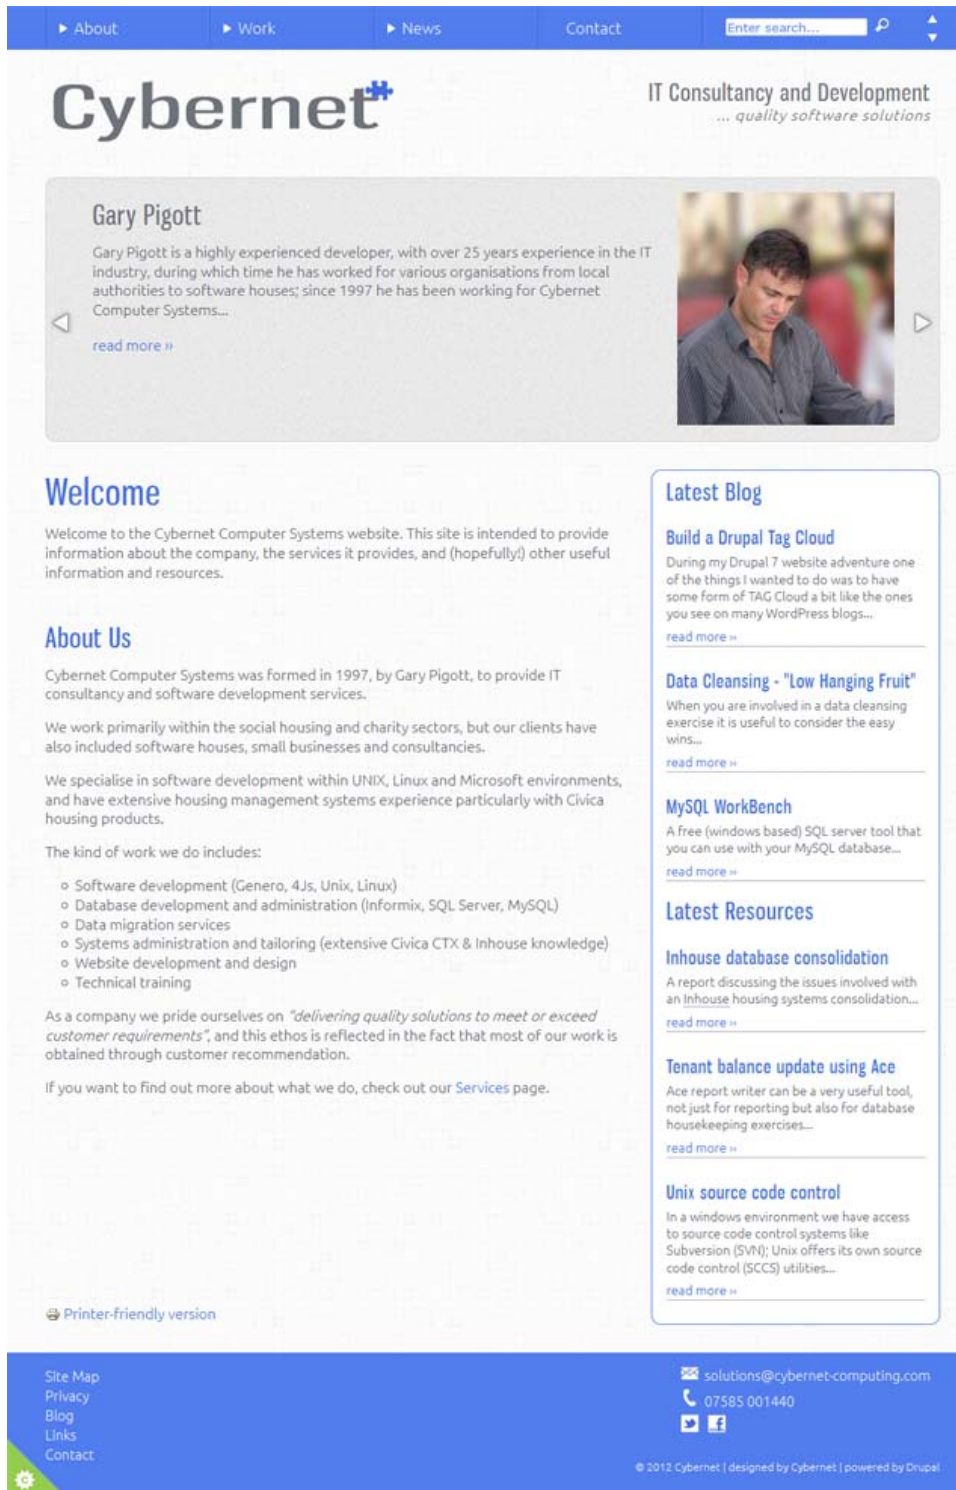 About
Work
News
Contact
Enter search...
Cybernet
IT Consultancy and Development
... quality software solutions
Gary Pigott
Gary Pigott is a highly experienced developer, with over 25 years experience in the IT
industry, during which time he has worked for various organisations from local
authorities to software houses; since 1997 he has been working for Cybernet
Computer Systems...
read more »
Welcome
Welcome to the Cybernet Computer Systems website. This site is intended to provide
information about the company, the services it provides, and (hopefully!) other useful
information and resources.
About Us
Cybernet Computer Systems was formed in 1997, by Gary Pigott, to provide IT
consultancy and software development services.
We work primarily within the social housing and charity sectors, but our clients have
also included software houses, small businesses and consultancies.
We specialise in software development within UNIX, Linux and Microsoft environments,
and have extensive housing management systems experience particularly with Civica
housing products.
The kind of work we do includes:
Software development (Genero, 4Js, Unix, Linux)
Database development and administration (Informix, SQL Server, MySQL)
Data migration services
Systems administration and tailoring (extensive Civica CTX & Inhouse knowledge)
Website development and design
Technical training
As a company we pride ourselves on "delivering quality solutions to meet or exceed
customer requirements", and this ethos is reflected in the fact that most of our work is
obtained through customer recommendation.
If you want to find out more about what we do, check out our Services page.
Printer-friendly version
Latest Blog
Build a Drupal Tag Cloud
During my Drupal 7 website adventure one
of the things I wanted to do was to have
some form of TAG Cloud a bit like the ones
you see on many WordPress blogs...
read more »
Data Cleansing - "Low Hanging Fruit"
When you are involved in a data cleansing
exercise it is useful to consider the easy
wins...
read more »
MySQL WorkBench
A free (windows based) SQL server tool that
you can use with your MySQL database...
read more »
Latest Resources
Inhouse database consolidation
A report discussing the issues involved with
an Inhouse housing systems consolidation...
read more »
Tenant balance update using Ace
Ace report writer can be a very useful tool,
not just for reporting but also for database
housekeeping exercises...
read more »
Unix source code control
In a windows environment we have access
to source code control systems like
Subversion (SVN); Unix offers its own source
code control (SCCS) utilities...
read more »
Site Map
Privacy
Blog
Links
Contact
solutions@cybernet-computing.com
07585 001440
© 2012 Cybernet | designed by Cybernet | powered by Drupal